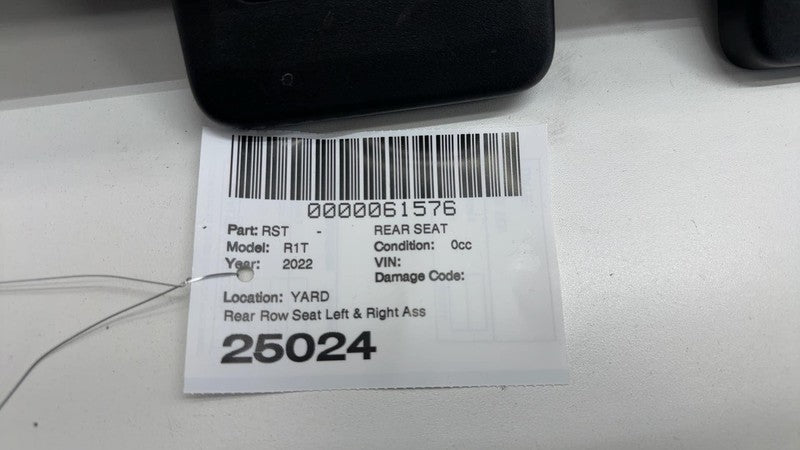 0000061576
Part: RST - REAR SEAT
Model: R1T Condition: 0cc
Year: 2022 VIN:
Damage Code:
Location: YARD
Rear Row Seat Left & Right Ass
25024